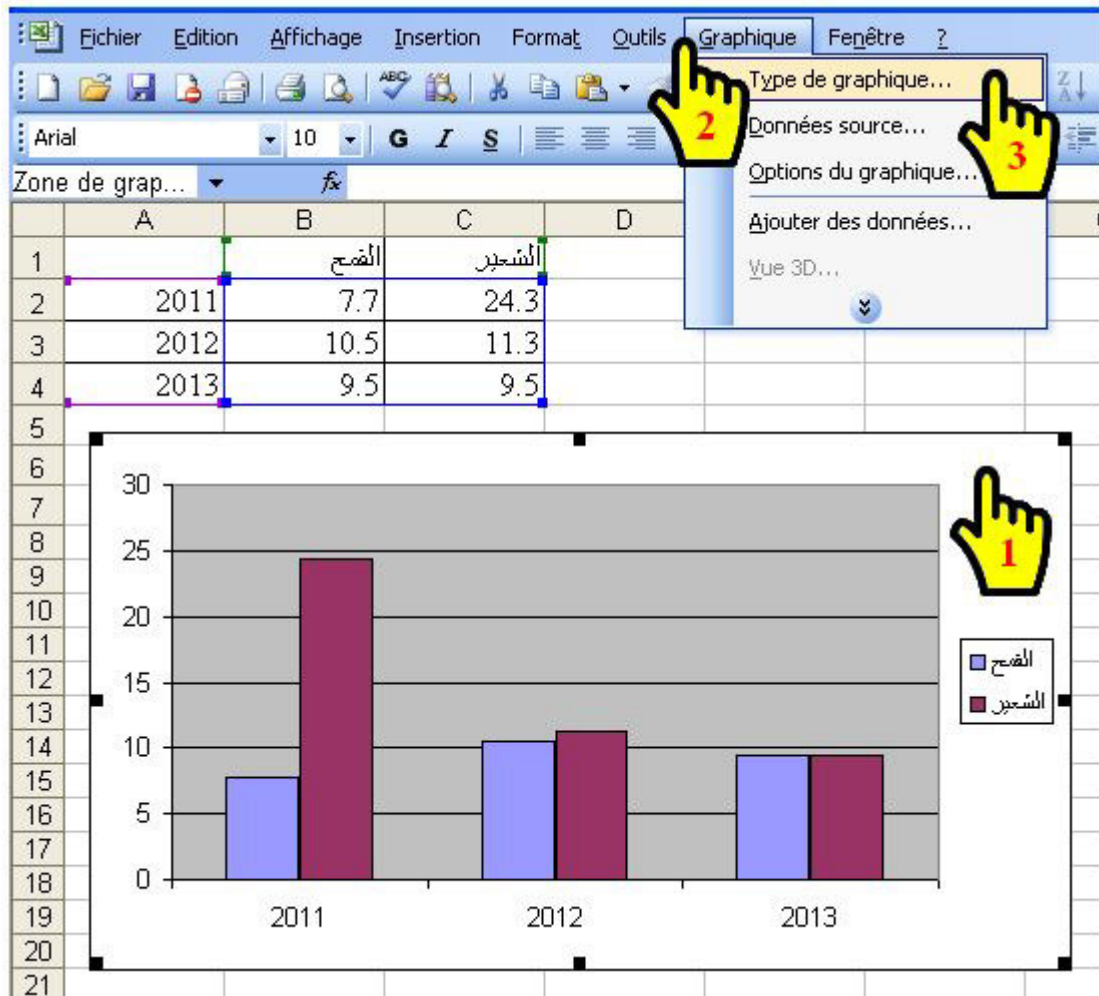 Fichier Edition Affichage Insertion Format Outils Graphique Fenêtre ?
Type de graphique...
2
3
Données source...
Options du graphique...
Ajouter des données...
Vue 3D...
Arial 10 G I S
Zone de grap... fx
A B C D
1 القمح الشعير
2 2011 7.7 24.3
3 2012 10.5 11.3
4 2013 9.5 9.5
5
6
7
8
9
10
11
12
13
14
15
16
17
18
19
20
21
30
25
20
15
10
5
0
2011 2012 2013
1
القمح
الشعير